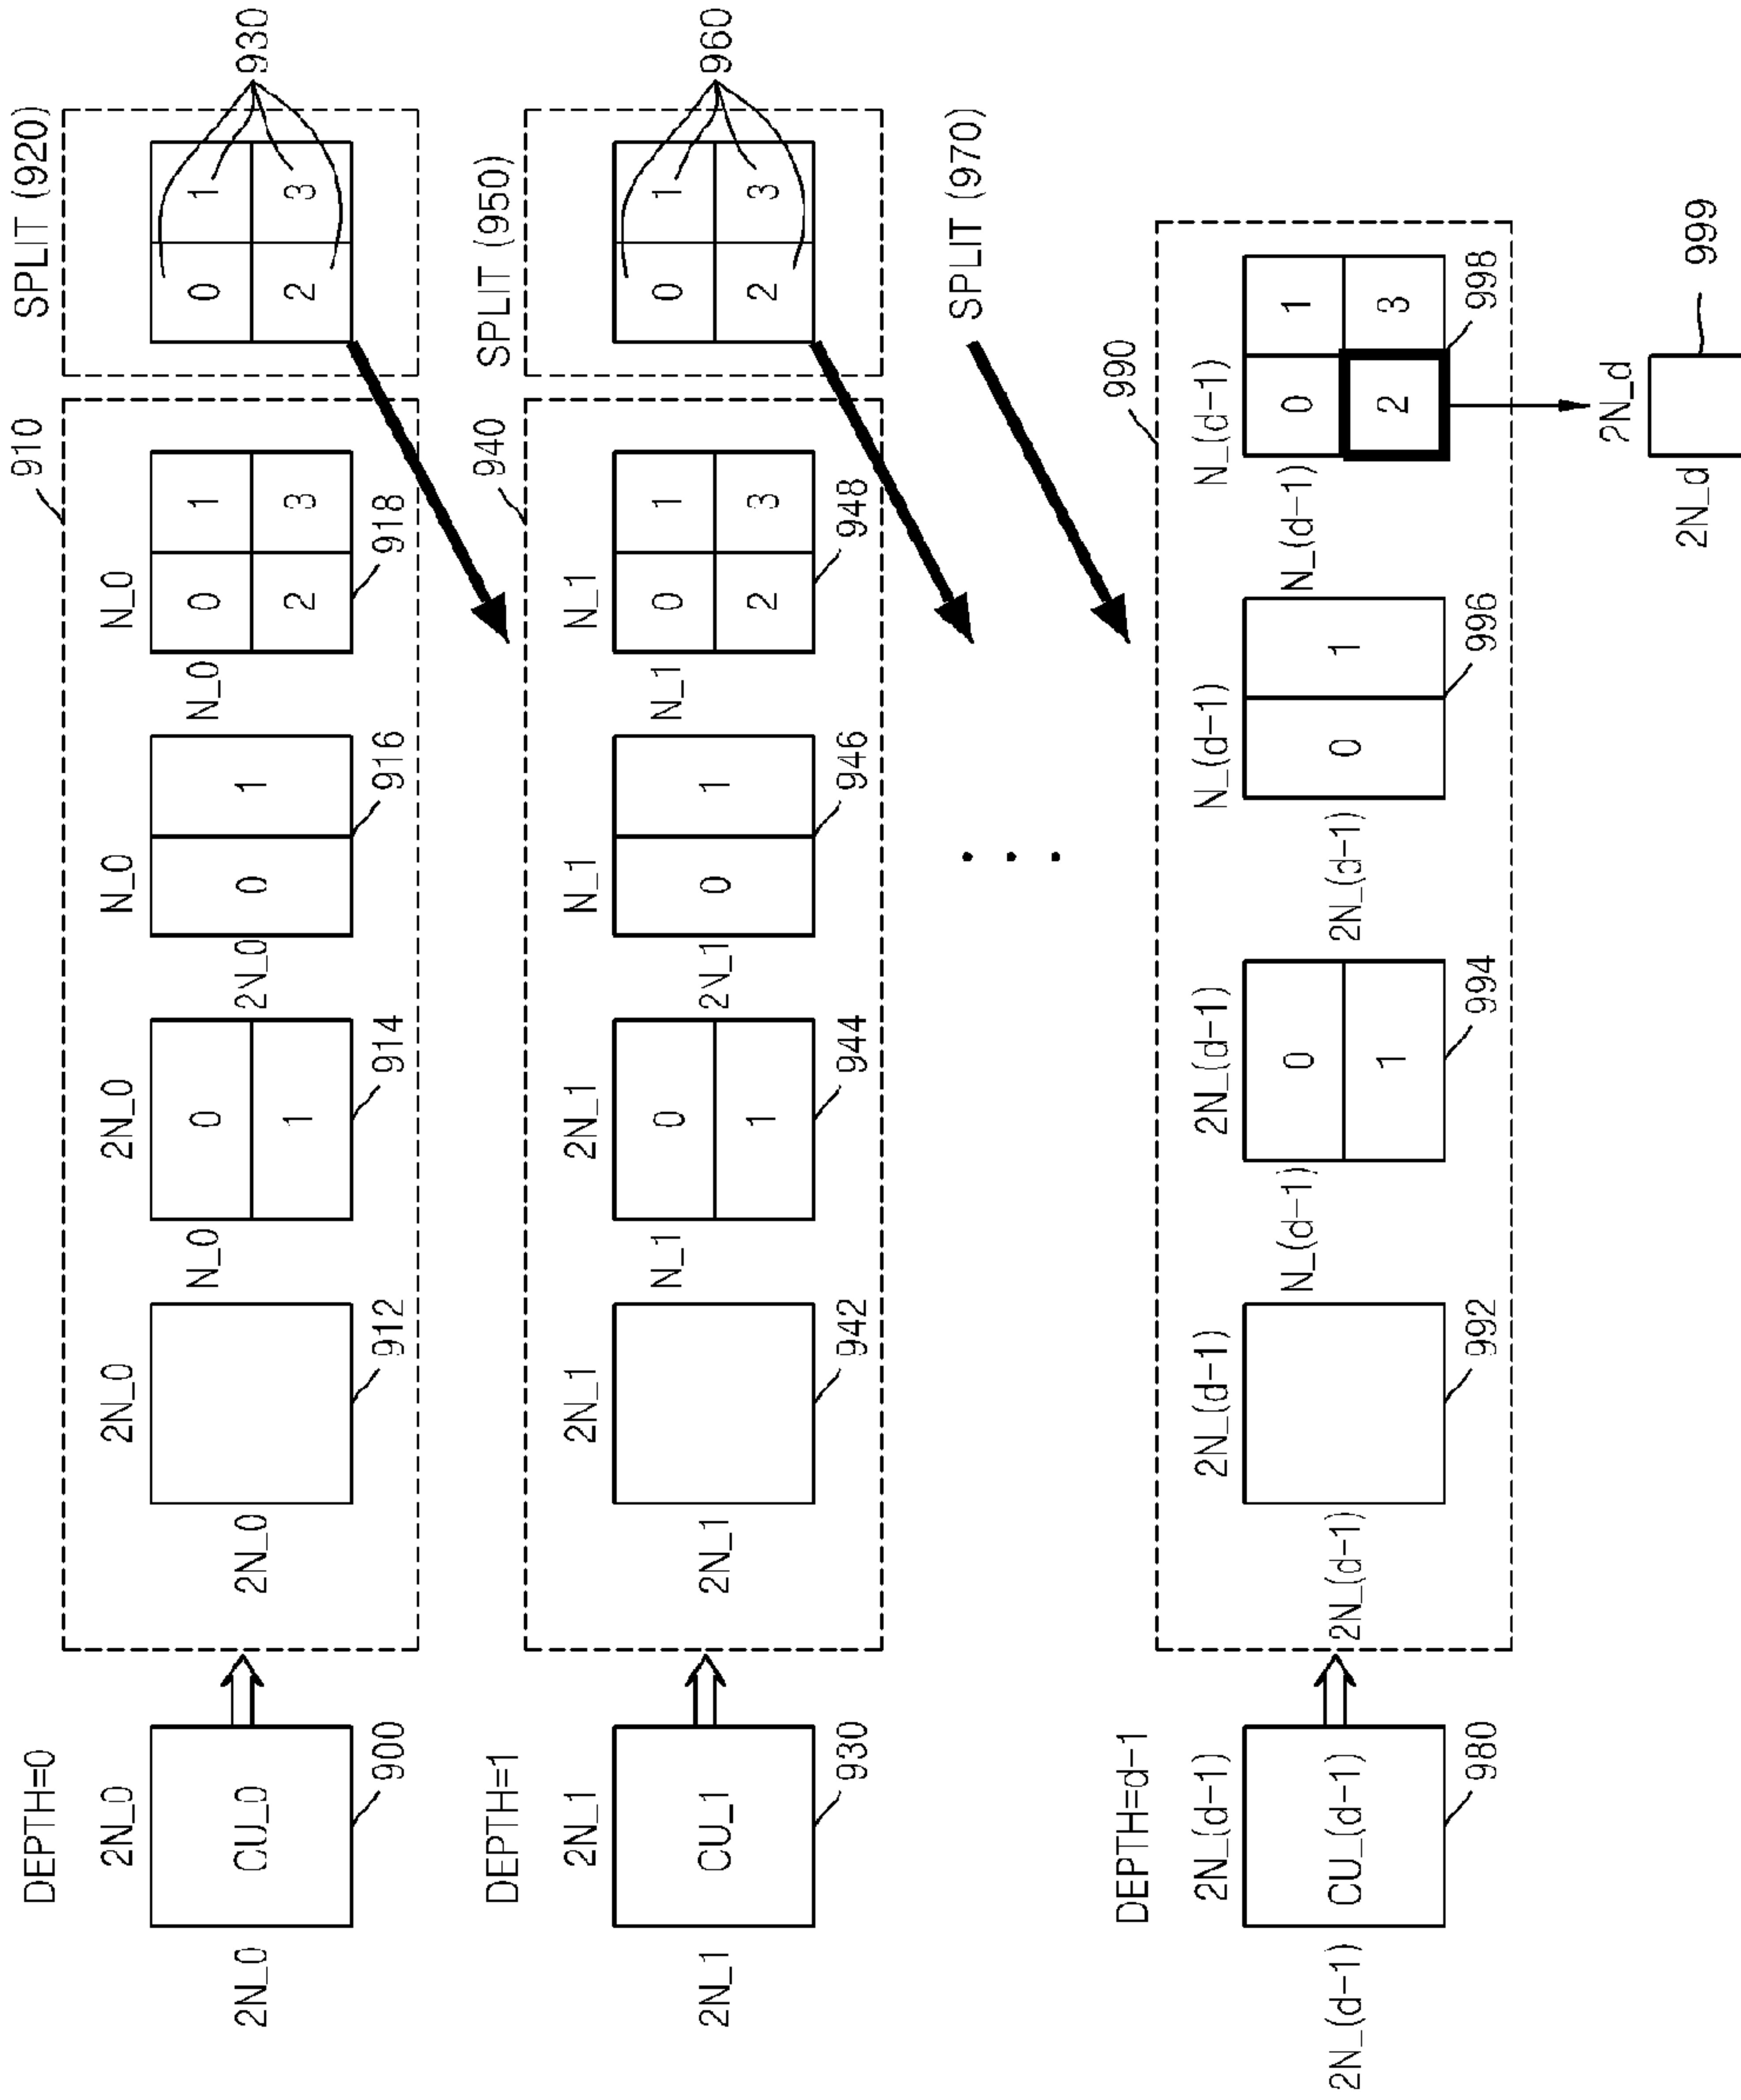 DEPTH=0
2N_0
2N_0
CU_0
900
910
2N_0
2N_0
912
2N_0
N_0
0
1
914
N_0
2N_0
0
1
916
N_0
N_0
0
1
2
3
918
SPLIT (920)
0
1
2
3
930
DEPTH=1
2N_1
2N_1
CU_1
930
940
2N_1
2N_1
942
2N_1
N_1
0
1
944
N_1
2N_1
0
1
946
N_1
N_1
0
1
2
3
948
SPLIT (950)
0
1
2
3
960
SPLIT (970)
DEPTH=d-1
2N_(d-1)
2N_(d-1)
CU_(d-1)
980
990
2N_(d-1)
2N_(d-1)
992
2N_(d-1)
N_(d-1)
0
1
994
N_(d-1)
2N_(d-1)
0
1
996
N_(d-1)
N_(d-1)
0
1
2
3
998
2N_d
2N_d
999